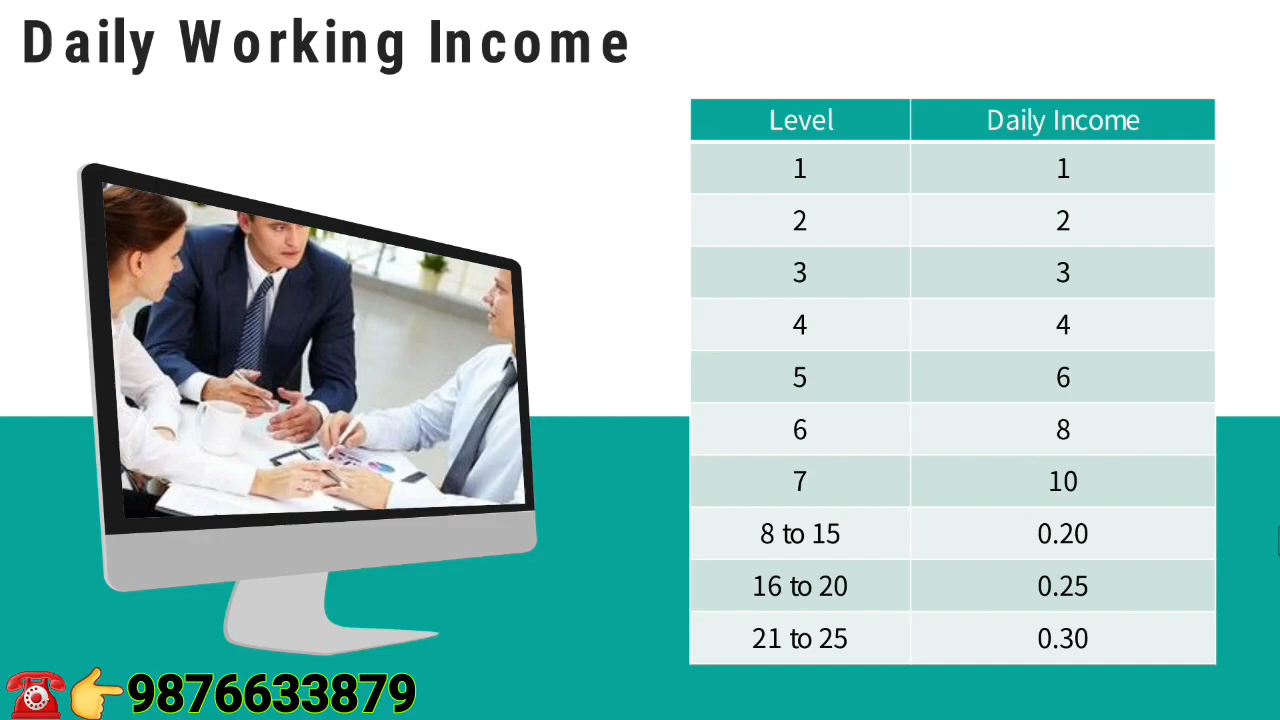 Daily Working Income
Level Daily Income
1 1
2 2
3 3
4 4
5 6
6 8
7 10
8 to 15 0.20
16 to 20 0.25
21 to 25 0.30
☎👉9876633879